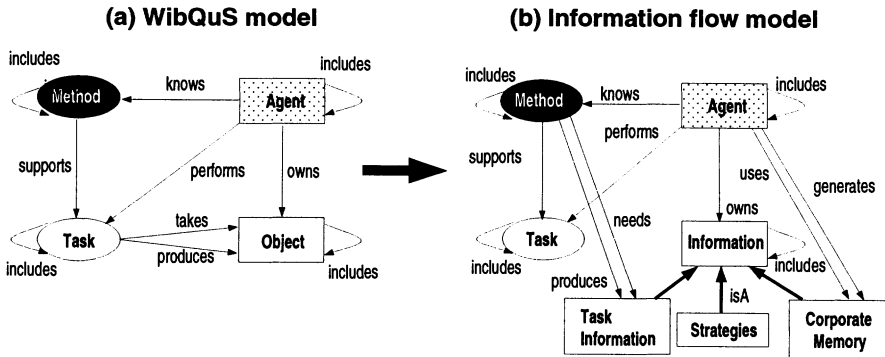 (a) WibQuS model
(b) Information flow model
includes
Method
knows
Agent
includes
supports
performs
owns
Task
takes
produces
Object
includes
includes
includes
Method
knows
Agent
includes
performs
supports
uses
generates
needs
owns
Task
Information
includes
includes
produces
isA
Task
Information
Strategies
Corporate
Memory